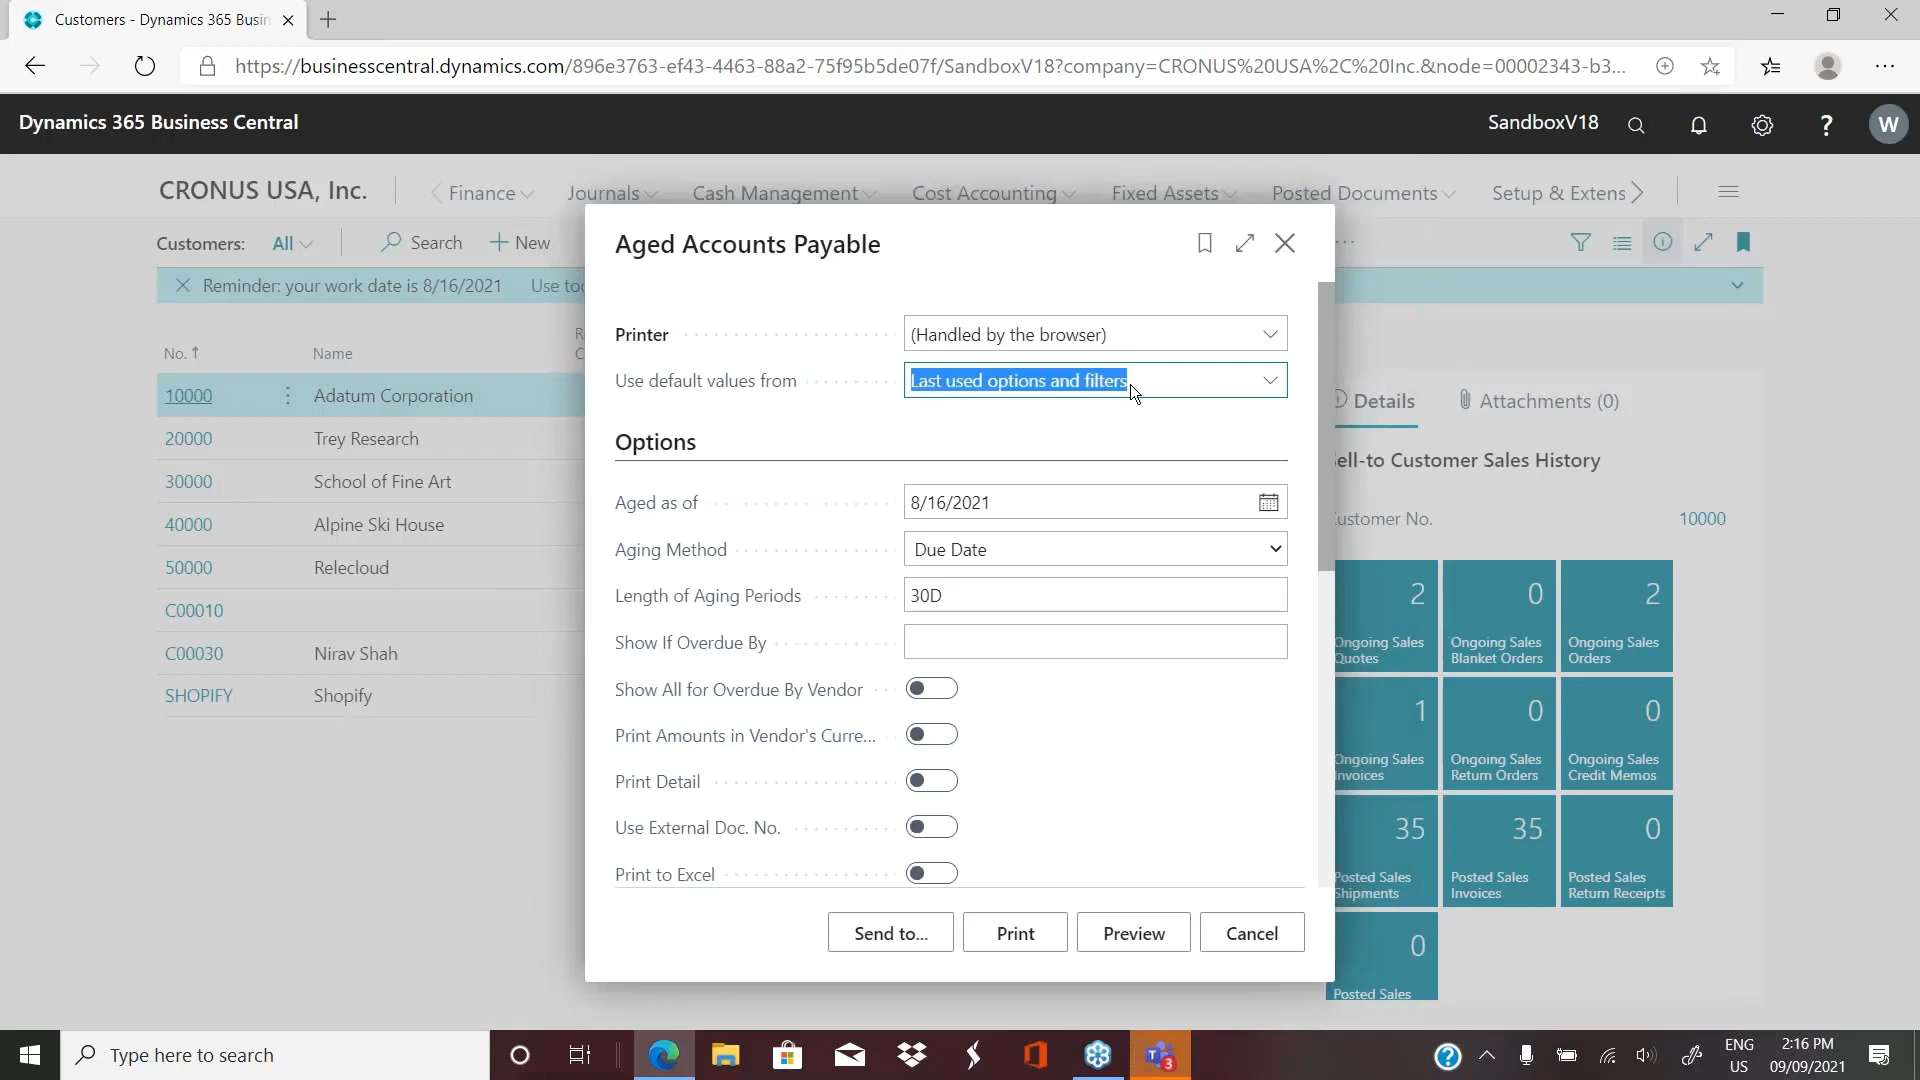 Customers - Dynamics 365 Busin
https://businesscentral.dynamics.com/896e3763-ef43-4463-88a2-75f95b5de07f/SandboxV18?company=CRONUS%20USA%2C%20Inc.&node=00002343-b3...
Dynamics 365 Business Central
SandboxV18
?
W
CRONUS USA, Inc.
Finance
Journals
Cash Management
Cost Accounting
Fixed Assets
Posted Documents
Setup & Extens
Customers:
All
Search
New
Reminder: your work date is 8/16/2021
Use
No. ↑
Name
10000
Adatum Corporation
20000
Trey Research
30000
School of Fine Art
40000
Alpine Ski House
50000
Relecloud
C00010
C00030
Nirav Shah
SHOPIFY
Shopify
Aged Accounts Payable
Printer
(Handled by the browser)
Use default values from
Last used options and filters
Options
Aged as of
8/16/2021
Aging Method
Due Date
Length of Aging Periods
30D
Show If Overdue By
Show All for Overdue By Vendor
Print Amounts in Vendor's Curre...
Print Detail
Use External Doc. No.
Print to Excel
Send to...
Print
Preview
Cancel
Details
Attachments (0)
ell-to Customer Sales History
ustomer No.
10000
2
Ongoing Sales
Quotes
0
Ongoing Sales
Blanket Orders
2
Ongoing Sales
Orders
1
Ongoing Sales
Invoices
0
Ongoing Sales
Return Orders
0
Ongoing Sales
Credit Memos
35
Posted Sales
Shipments
35
Posted Sales
Invoices
0
Posted Sales
Return Receipts
0
Posted Sales
Type here to search
3
ENG
US
2:16 PM
09/09/2021